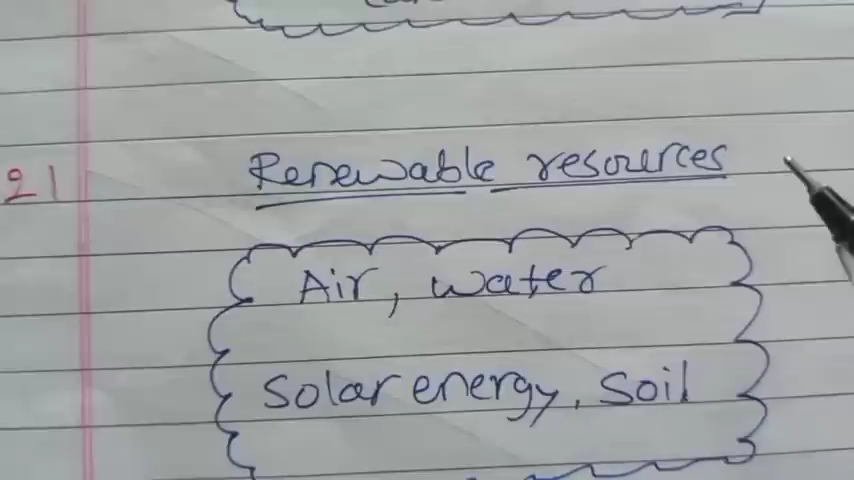 21 Renewable resources
Air, water
Solar energy, Soil